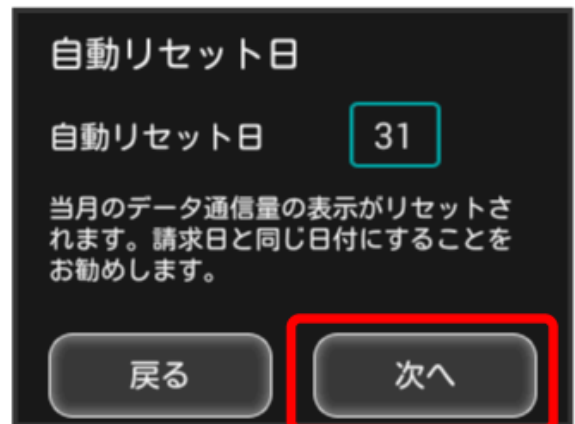 自動リセット日
自動リセット日 31
当月のデータ通信量の表示がリセットさ
れます。請求日と同じ日付にすることを
お勧めします。
戻る 次へ